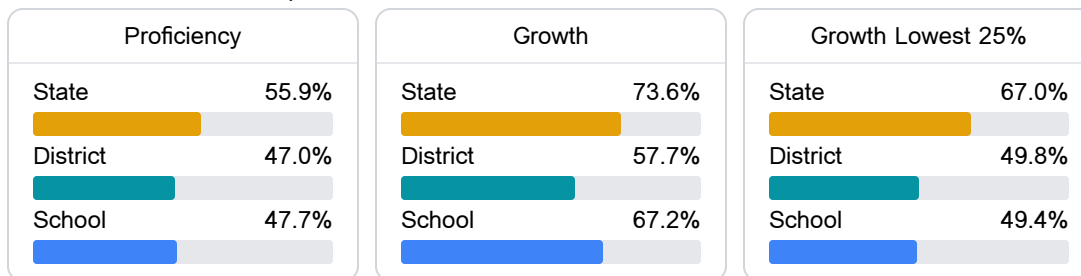 Proficiency
State 55.9%
District 47.0%
School 47.7%
Growth
State 73.6%
District 57.7%
School 67.2%
Growth Lowest 25%
State 67.0%
District 49.8%
School 49.4%